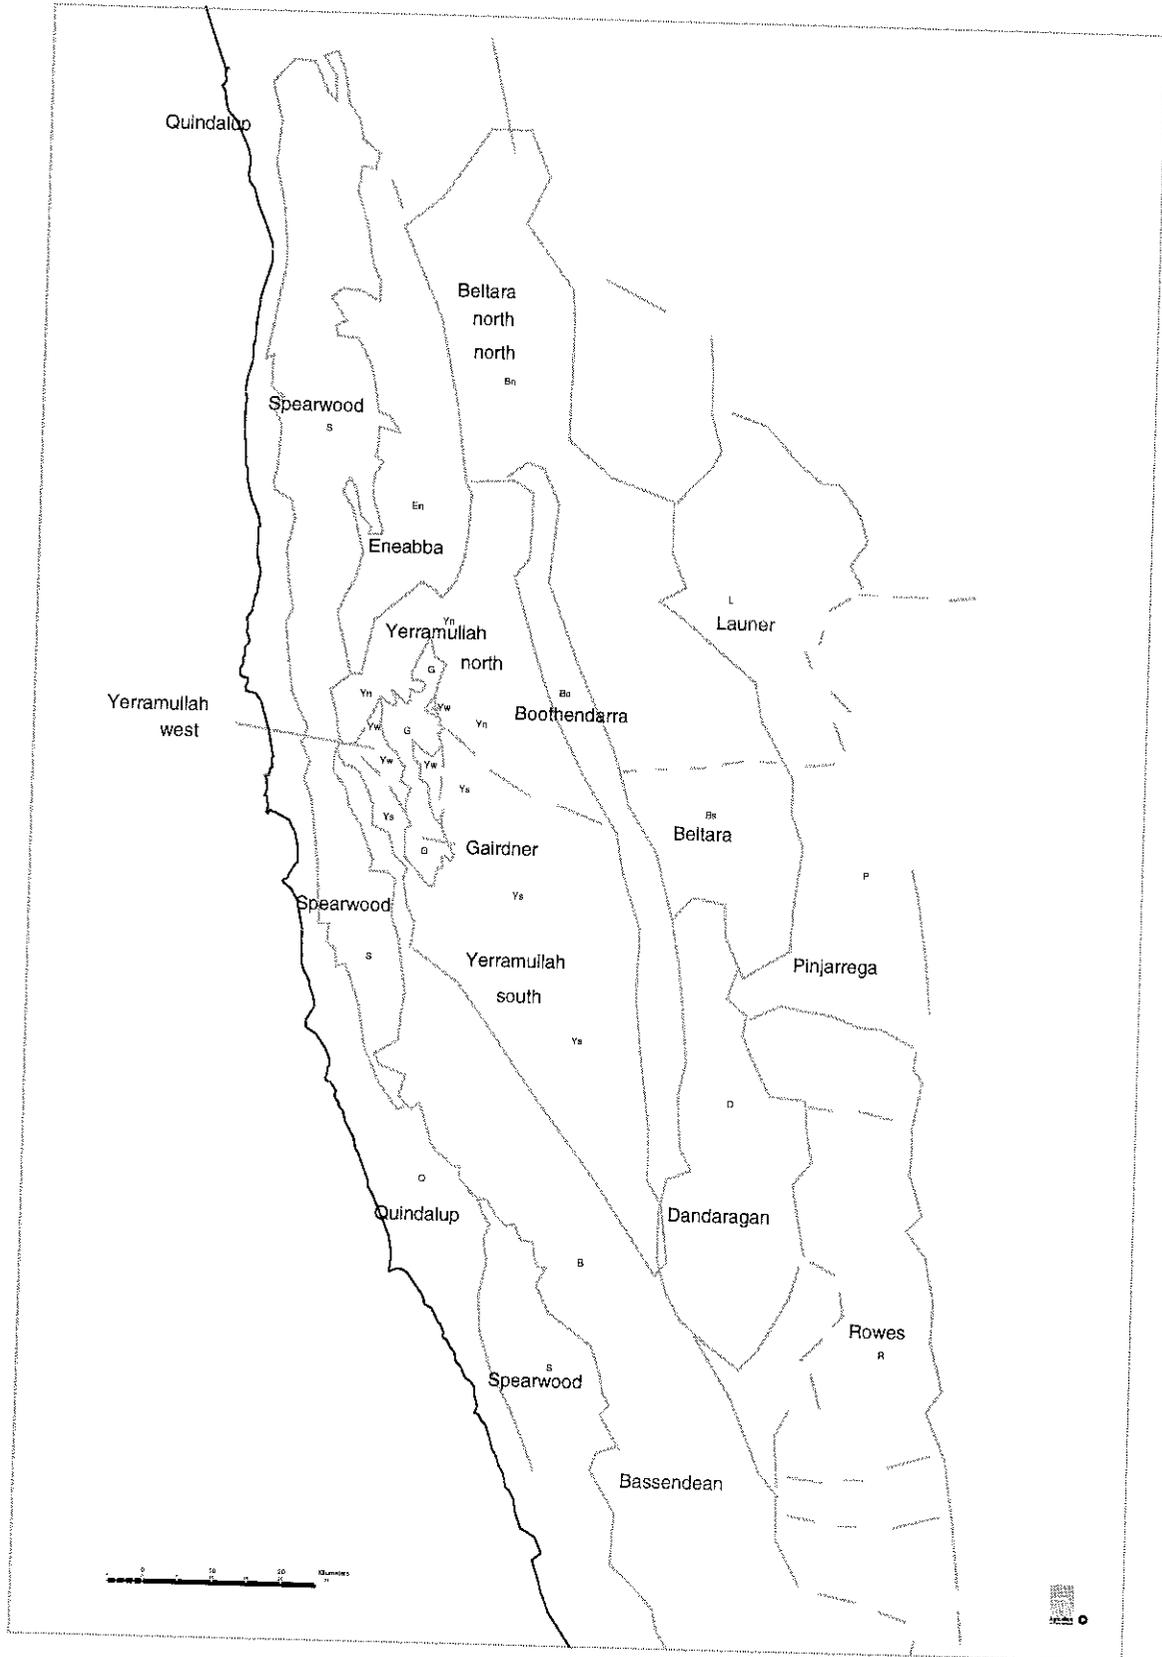 Quindalup
Beltara
north
north
Bn
Spearwood
S
En
Eneabba
L
Launer
Yn
Yerramullah
north
G
Yn
Yw
Bo
Boothendarra
Yerramullah
west
Yw
G
Yn
Yw
Yw
Ys
Ys
Bs
Beltara
G
Gairdner
P
Ys
Spearwood
S
Yerramullah
south
Pinjarrega
Ys
D
Q
Quindalup
Dandaragan
B
Rowes
R
S
Spearwood
Bassendean
0
10
20
Kilometers